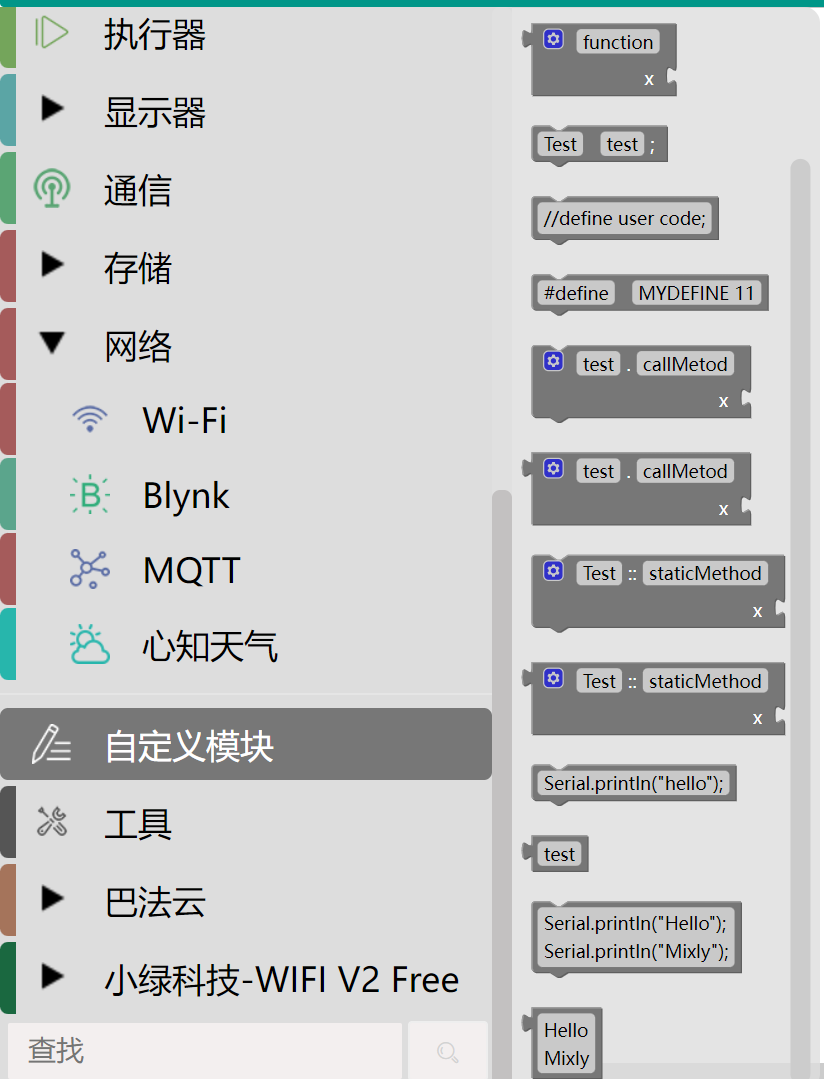 执行器
显示器
通信
存储
网络
Wi-Fi
Blynk
MQTT
心知天气
自定义模块
工具
巴法云
小绿科技-WIFI V2 Free
查找
function
x
Test test ;
//define user code;
#define MYDEFINE 11
test . callMetod
x
test . callMetod
x
Test :: staticMethod
x
Test :: staticMethod
x
Serial.println("hello");
test
Serial.println("Hello");
Serial.println("Mixly");
Hello
Mixly